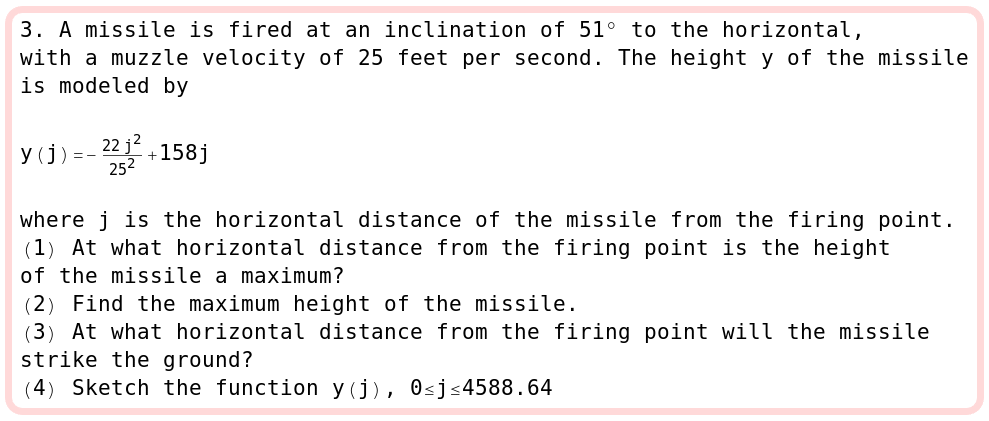 3. A missile is fired at an inclination of 51° to the horizontal,
with a muzzle velocity of 25 feet per second. The height y of the missile
is modeled by
y(j)=-\frac{22 j^2}{25^2}+158j
where j is the horizontal distance of the missile from the firing point.
(1) At what horizontal distance from the firing point is the height
of the missile a maximum?
(2) Find the maximum height of the missile.
(3) At what horizontal distance from the firing point will the missile
strike the ground?
(4) Sketch the function y(j), 0≤j≤4588.64